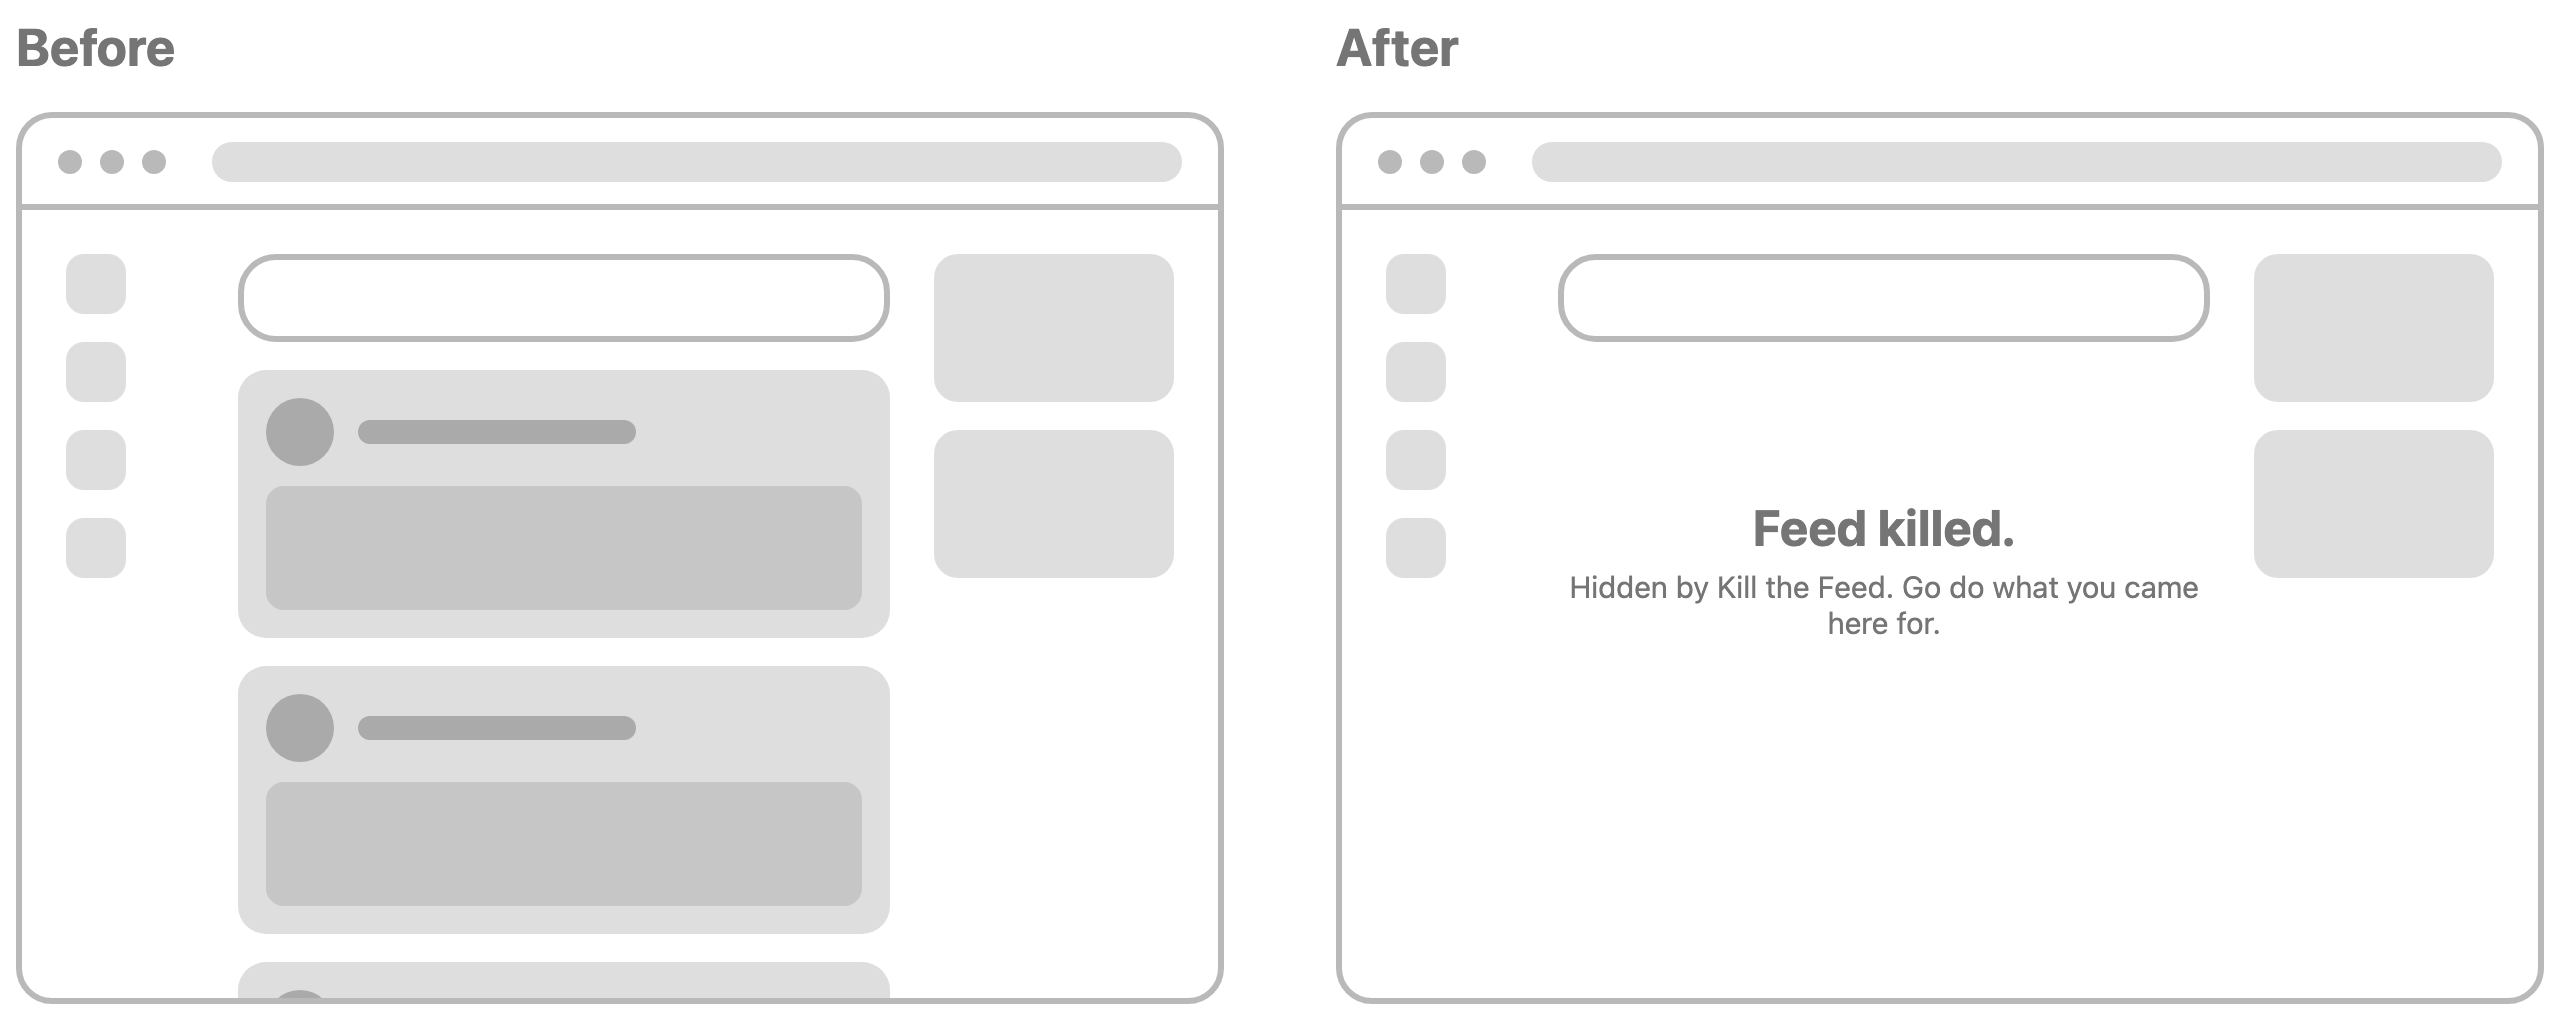 Before
After
Feed killed.
Hidden by Kill the Feed. Go do what you came
here for.